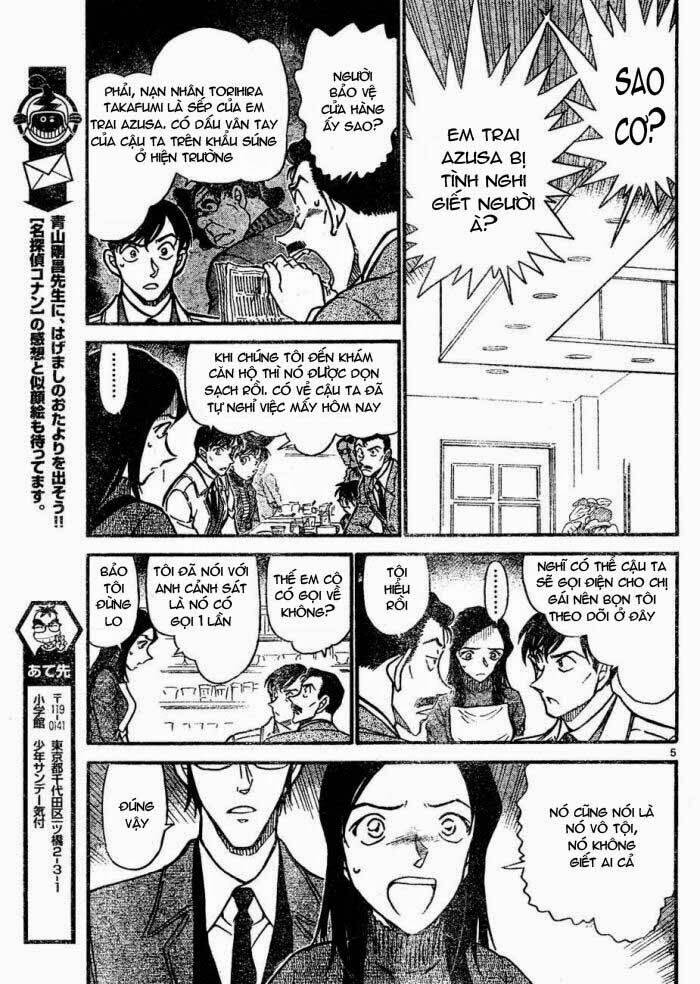 SAO
CƠ?
EM TRAI
AZUSA BỊ
TÌNH NGHI
GIẾT NGƯỜI
À?
NGƯỜI
BẢO VỆ
CỬA HÀNG
ẤY SAO?
PHẢI, NẠN NHÂN TORIHIRA
TAKAFUMI LÀ SẾP CỦA EM
TRAI AZUSA. CÓ DẤU VÂN TAY
CỦA CẬU TA TRÊN KHẨU SÚNG
Ở HIỆN TRƯỜNG
KHI CHÚNG TÔI ĐẾN KHÁM
CĂN HỘ THÌ NÓ ĐƯỢC DỌN
SẠCH RỒI. CÓ VẺ CẬU TA ĐÃ
TỰ NGHỈ VIỆC MẤY HÔM NAY
........
NGHĨ CÓ THỂ CẬU TA
SẼ GỌI ĐIỆN CHO CHỊ
GÁI NÊN BỌN TÔI
THEO DÕI Ở ĐÂY
........
TÔI
HIỂU
RỒI
THẾ EM CÔ
CÓ GỌI VỀ
KHÔNG?
TÔI ĐÃ NÓI VỚI
ANH CẢNH SÁT
LÀ NÓ CÓ
GỌI 1 LẦN
BẢO
TÔI
ĐỪNG
LO
5
NÓ CŨNG NÓI LÀ
NÓ VÔ TỘI,
NÓ KHÔNG
GIẾT AI CẢ
ĐÚNG
VẬY
青山剛昌先生に、はげましのおたよりを出そう!!
【名探偵コナン】の感想と似顔絵も待ってます。
あて先
〒119-0141 東京都千代田区一ツ橋2-3-1
小学館 少年サンデー気付